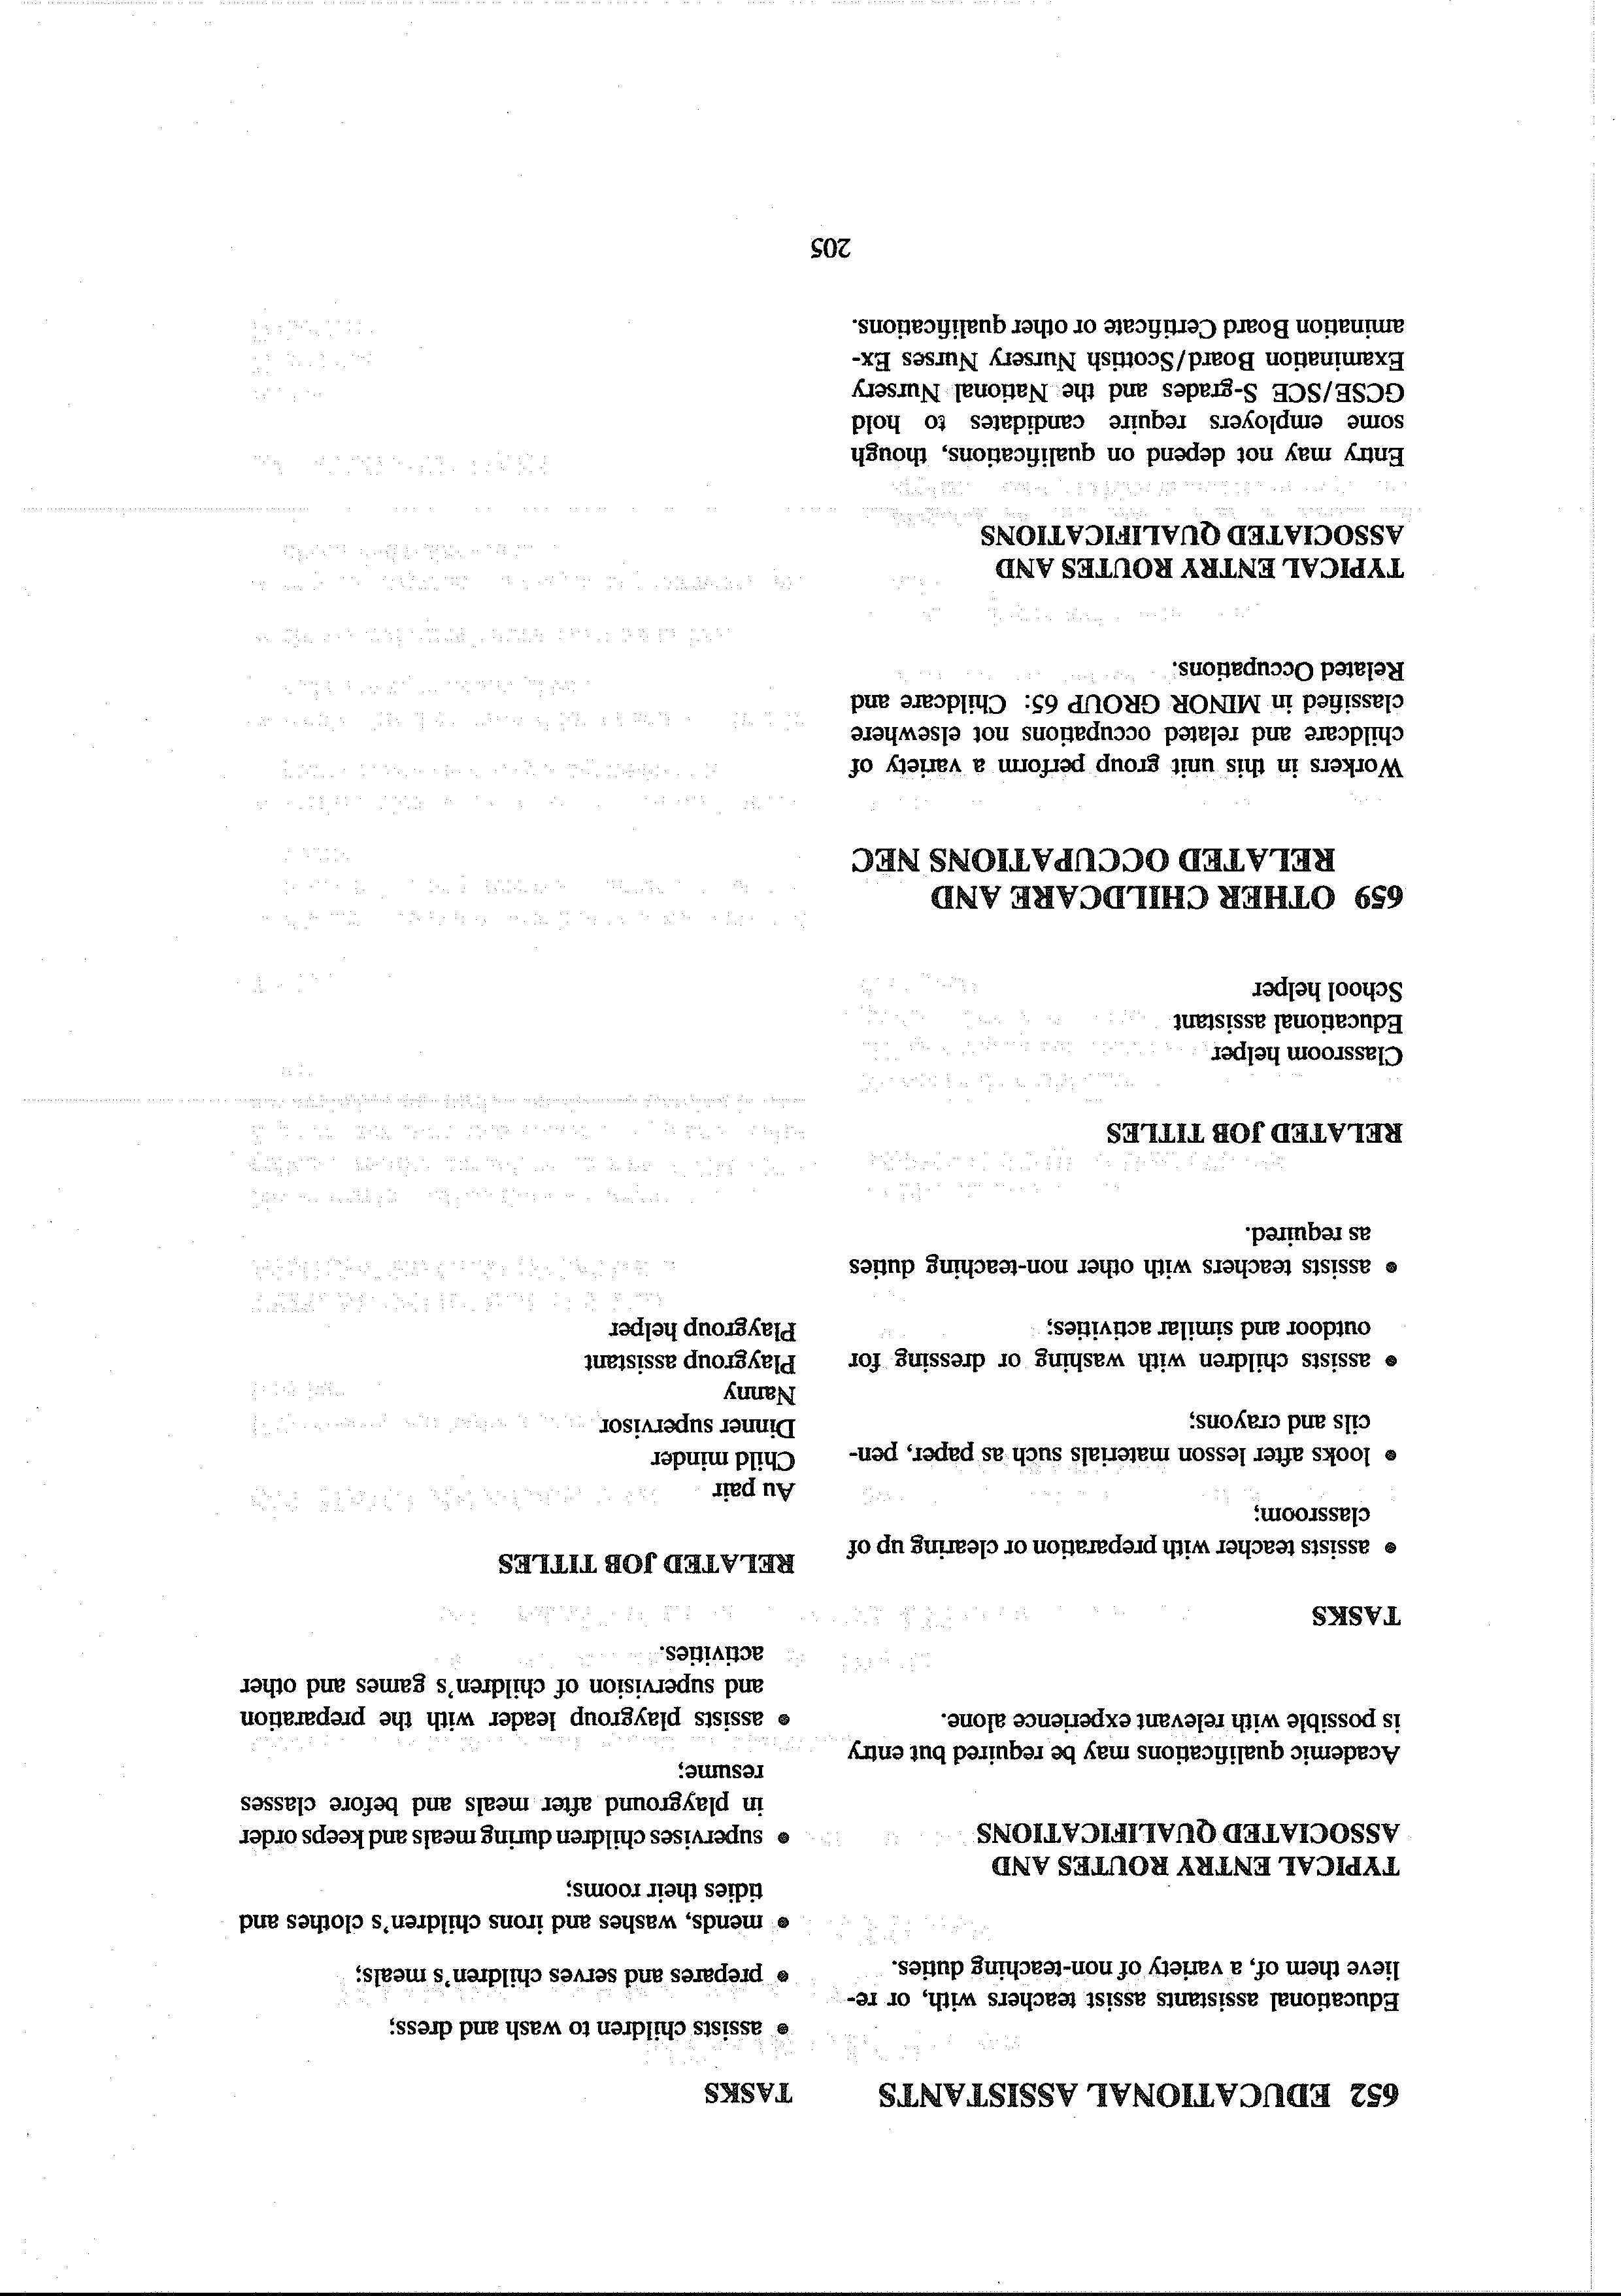 652 EDUCATIONAL ASSISTANTS
Educational assistants assist teachers with, or re-
lieve them of, a variety of non-teaching duties.
TYPICAL ENTRY ROUTES AND
ASSOCIATED QUALIFICATIONS
Academic qualifications may be required but entry
is possible with relevant experience alone.
TASKS
• assists teacher with preparation or clearing up of
classroom;
• looks after lesson materials such as paper, pen-
cils and crayons;
• assists children with washing or dressing for
outdoor and similar activities;
• assists teachers with other non-teaching duties
as required.
RELATED JOB TITLES
Classroom helper
Educational assistant
School helper
659 OTHER CHILDCARE AND
RELATED OCCUPATIONS NEC
Workers in this unit group perform a variety of
childcare and related occupations not elsewhere
classified in MINOR GROUP 65: Childcare and
Related Occupations.
TYPICAL ENTRY ROUTES AND
ASSOCIATED QUALIFICATIONS
Entry may not depend on qualifications, though
some employers require candidates to hold
GCSE/SCE S-grades and the National Nursery
Examination Board/Scottish Nursery Nurses Ex-
amination Board Certificate or other qualifications.
TASKS
• assists children to wash and dress;
• prepares and serves children's meals;
• mends, washes and irons children's clothes and
tidies their rooms;
• supervises children during meals and keeps order
in playground after meals and before classes
resume;
• assists playgroup leader with the preparation
and supervision of children's games and other
activities.
RELATED JOB TITLES
Au pair
Child minder
Dinner supervisor
Nanny
Playgroup assistant
Playgroup helper
205